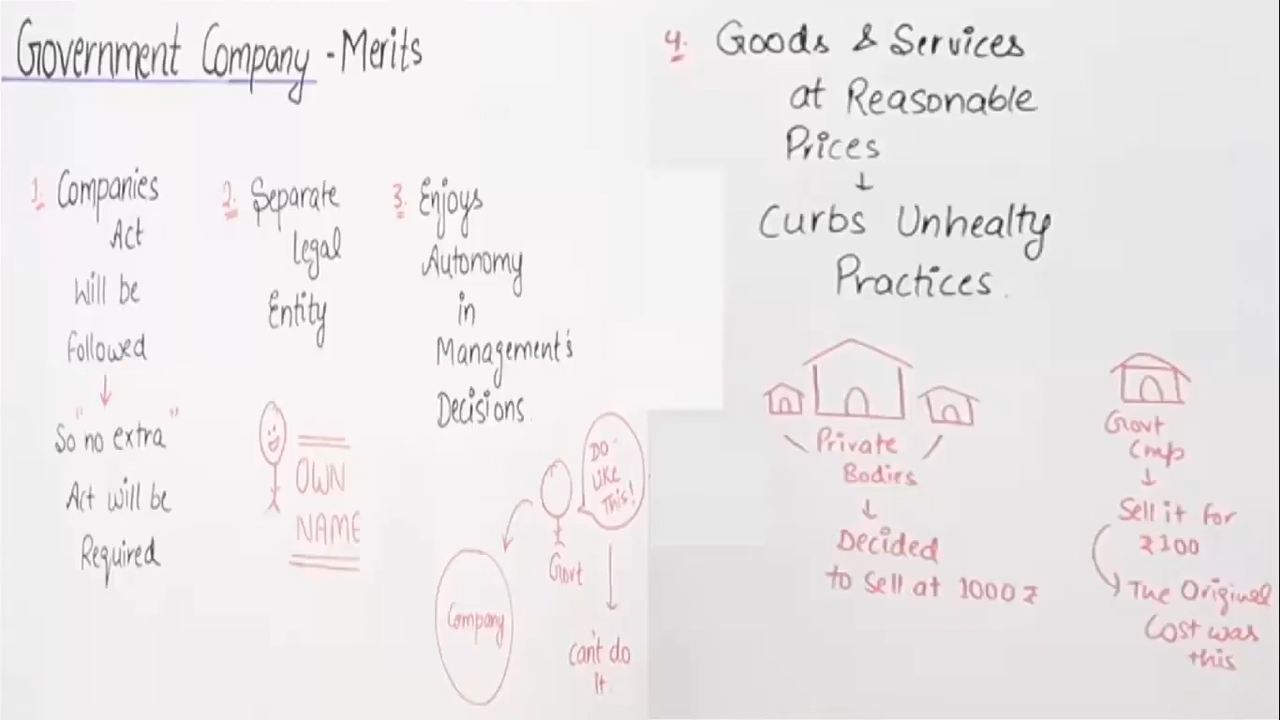 Government Company - Merits
1. Companies
Act
Will be
followed
"So no extra"
Act will be
Required
2. Separate
legal
Entity
OWN
NAME
3. Enjoys
Autonomy
in
Management's
Decisions.
DO
LIKE
THIS!
Govt
Company
can't do
It.
4. Goods & Services
at Reasonable
Prices
Curbs Unhealty
Practices.
Private
Bodies
Decided
to Sell at 1000 ₹
Govt
Cmp
Sell it for
₹100
The Original
Cost was
this